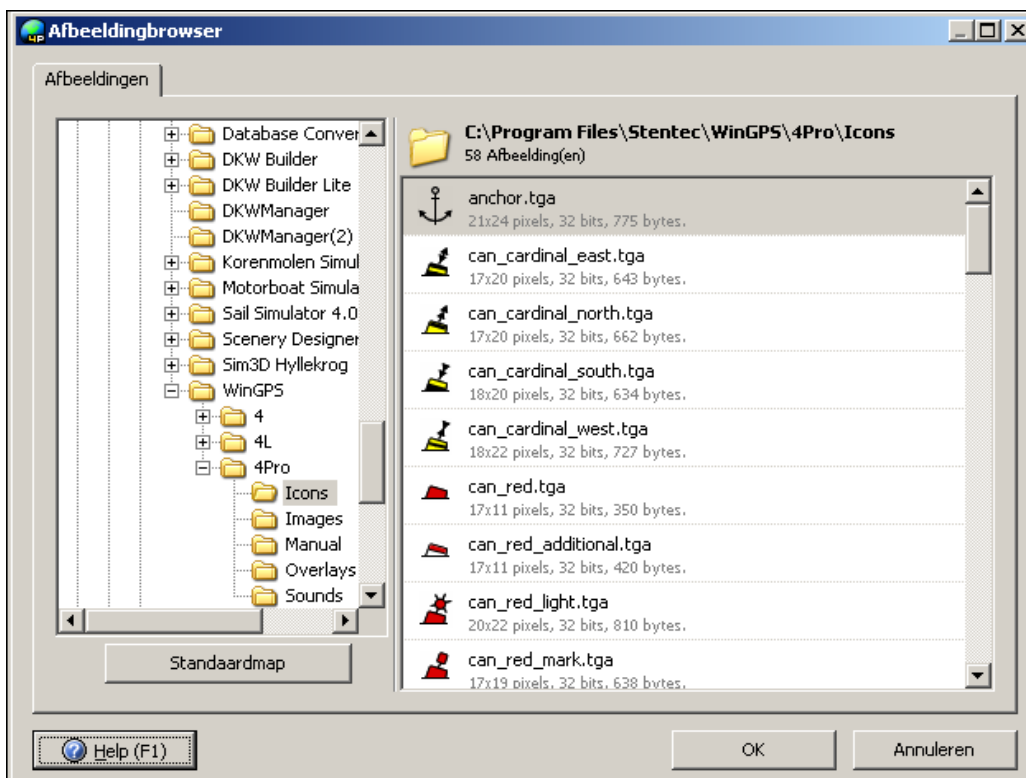 Afbeeldingbrowser
Afbeeldingen
Database Conver
DKW Builder
DKW Builder Lite
DKWManager
DKWManager(2)
Korenmolen Simul
Motorboat Simula
Sail Simulator 4.0
Scenery Designer
Sim3D Hyllekrog
WinGPS
4
4L
4Pro
Icons
Images
Manual
Overlays
Sounds
Standaardmap
C:\Program Files\Stentec\WinGPS\4Pro\Icons
58 Afbeelding(en)
anchor.tga
21x24 pixels, 32 bits, 775 bytes.
can_cardinal_east.tga
17x20 pixels, 32 bits, 643 bytes.
can_cardinal_north.tga
17x20 pixels, 32 bits, 662 bytes.
can_cardinal_south.tga
18x20 pixels, 32 bits, 634 bytes.
can_cardinal_west.tga
18x22 pixels, 32 bits, 727 bytes.
can_red.tga
17x11 pixels, 32 bits, 350 bytes.
can_red_additional.tga
17x11 pixels, 32 bits, 420 bytes.
can_red_light.tga
20x22 pixels, 32 bits, 810 bytes.
can_red_mark.tga
17x19 pixels, 32 bits, 638 bytes.
Help (F1)
OK
Annuleren